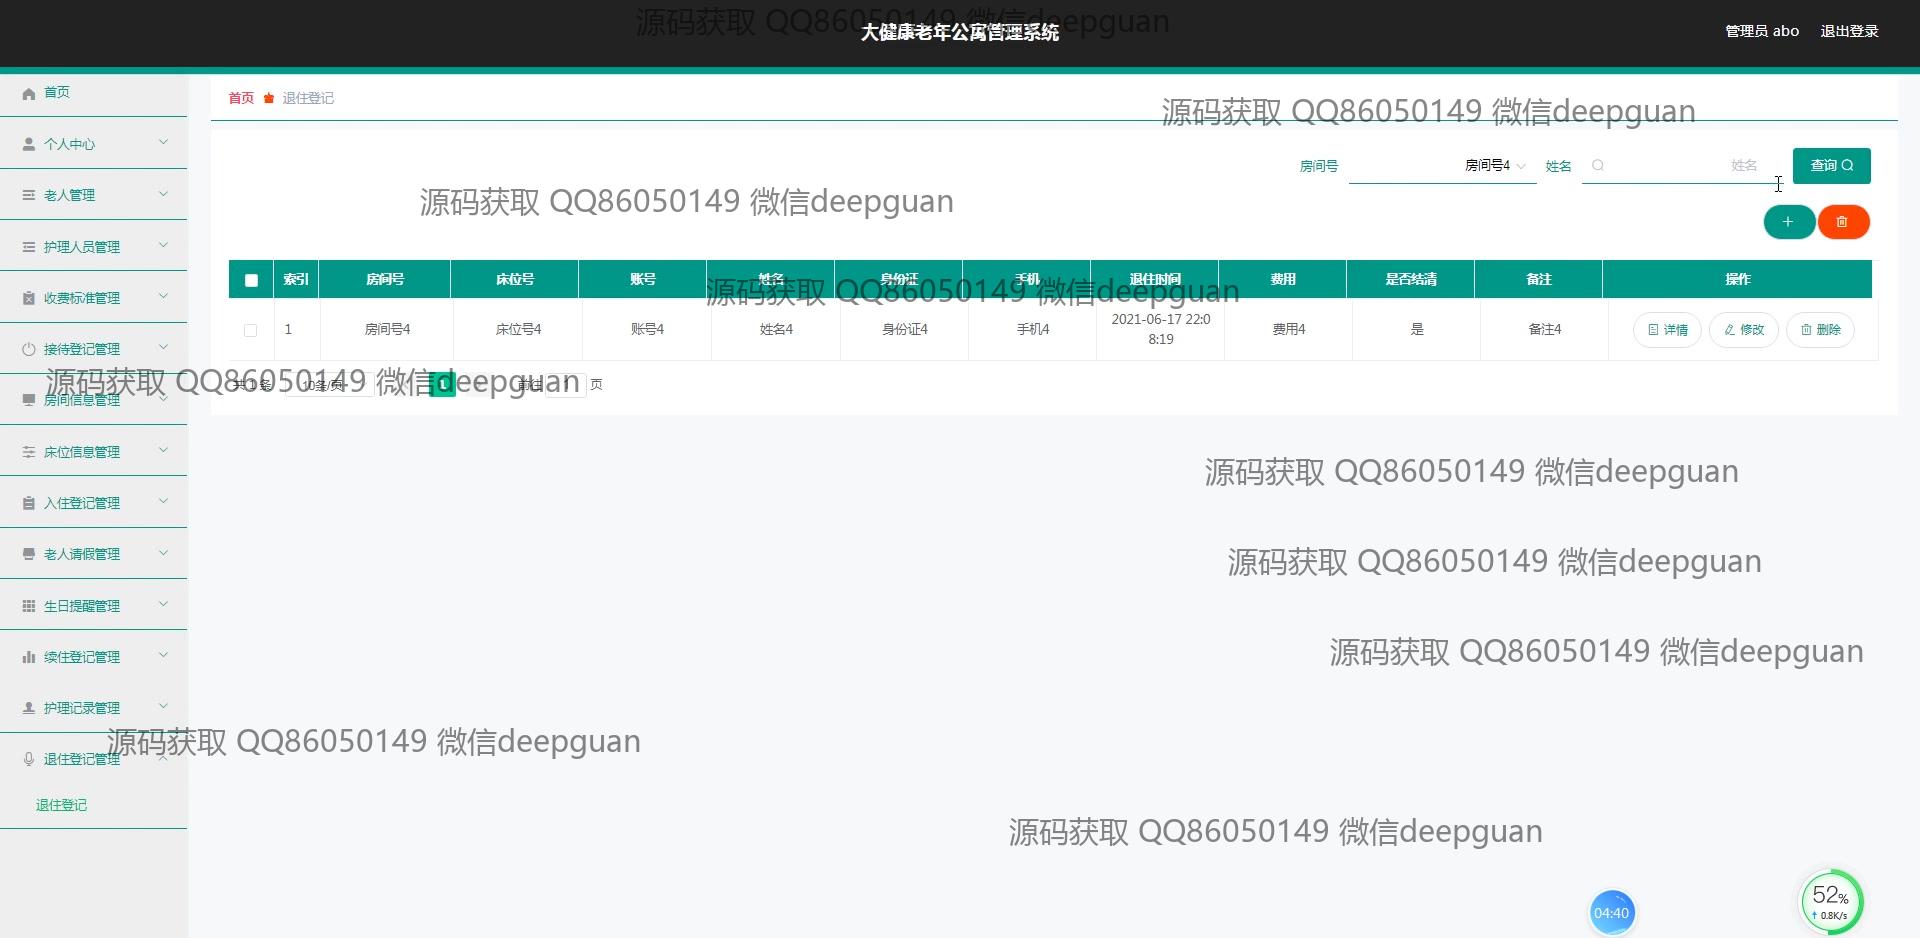 源码获取 QQ86050149 微信deepguan
大健康老年公寓管理系统
管理员 abo 退出登录
首页
个人中心
老人管理
护理人员管理
收费标准管理
接待登记管理
房间信息管理
床位信息管理
入住登记管理
老人请假管理
生日提醒管理
续住登记管理
护理记录管理
退住登记管理
退住登记
首页 退住登记
源码获取 QQ86050149 微信deepguan
房间号 房间号4 姓名 姓名 查询
源码获取 QQ86050149 微信deepguan
索引 房间号 床位号 账号 姓名 身份证 手机 退住时间 费用 是否结清 备注 操作
源码获取 QQ86050149 微信deepguan
1 房间号4 床位号4 账号4 姓名4 身份证4 手机4 2021-06-17 22:0 费用4 是 备注4 详情 修改 删除
8:19
源码获取 QQ86050149 微信deepguan
共 1 条 10条/页 1 前往 1 页
源码获取 QQ86050149 微信deepguan
源码获取 QQ86050149 微信deepguan
源码获取 QQ86050149 微信deepguan
源码获取 QQ86050149 微信deepguan
源码获取 QQ86050149 微信deepguan
04:40
52%
0.8K/s